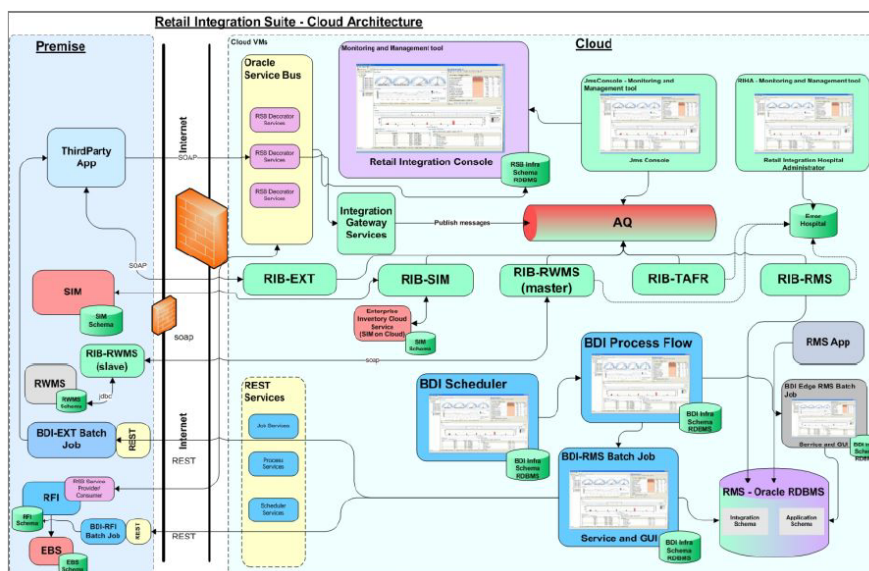 Retail Integration Suite - Cloud Architecture
Premise
Cloud VMs
Cloud
Oracle
Service Bus
RSB Decorator
Services
RSB Decorator
Services
RSB Decorator
Services
Monitoring and Management tool
Retail Integration Console
RSB Infra
Schema
RDBMS
JmsConsole - Monitoring and
Management tool
Jms Console
RIHA - Monitoring and Management tool
Retail Integration Hospital
Administrator
ThirdParty
App
Internet
SOAP
Integration
Gateway
Services
Publish messages
AQ
Error
Hospital
SOAP
RIB-EXT
RIB-SIM
RIB-RWMS
(master)
RIB-TAFR
RIB-RMS
SIM
SIM
Schema
soap
Enterprise
Inventory Cloud
Service
(SIM on Cloud)
SIM
Schema
soap
RIB-RWMS
(slave)
RWMS
RWMS
Schema
jdbc
RMS App
BDI Process Flow
BDI Infra
Schema
RDBMS
BDI Scheduler
BDI-Infra
Schema
RDBMS
BDI Edge RMS Batch
Job
Service and GUI
REST
Services
Job Services
Process
Services
Scheduler
Services
BDI-EXT Batch
Job
REST
Internet
REST
BDI-RMS Batch Job
Service and GUI
BDI Infra
Schema
RDBMS
RMS - Oracle RDBMS
Integration
Schema
Application
Schema
RSB Service
Provider/
Consumer
RFI
RFI
Schema
BDI-RFI
Batch Job
REST
REST
EBS
EBS
Schema